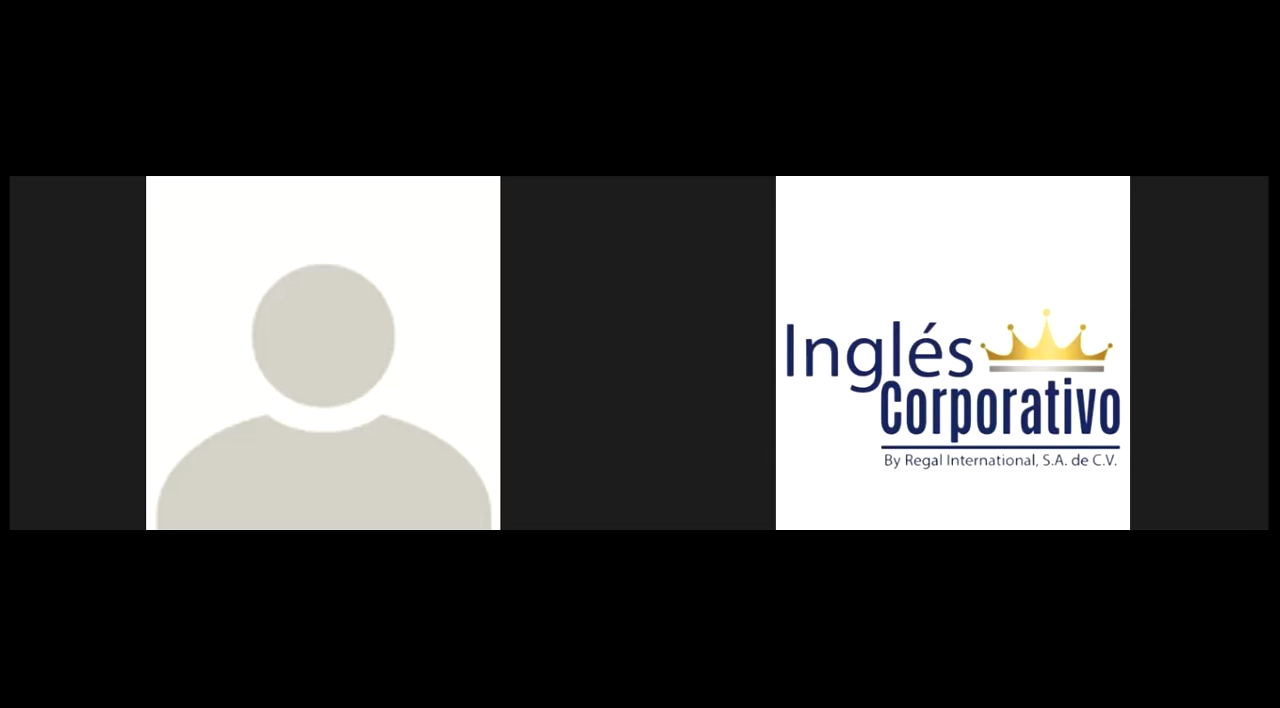 Inglés
Corporativo
By Regal International, S.A. de C.V.